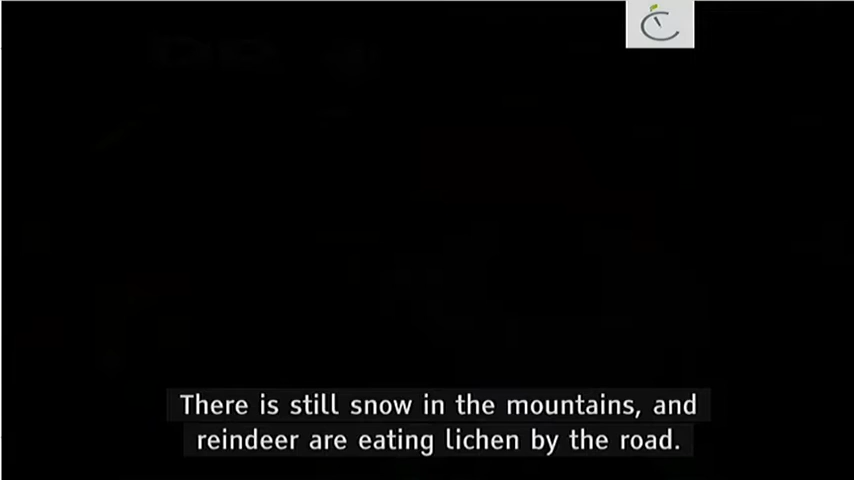 There is still snow in the mountains, and
reindeer are eating lichen by the road.